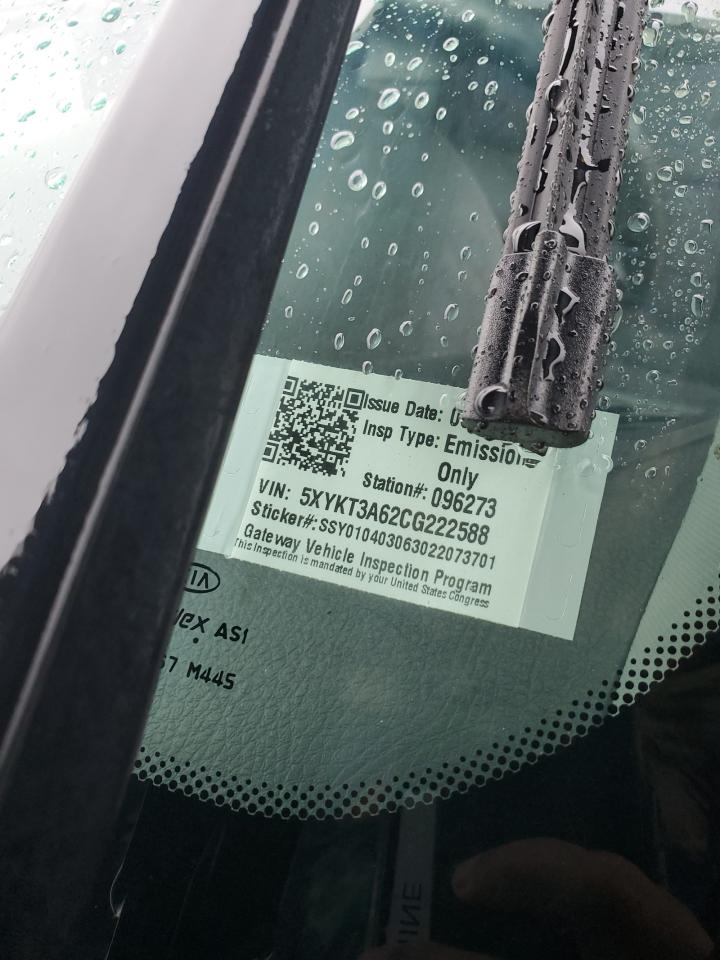 Issue Date:
Insp Type: Emission
Only
Station#: 096273
VIN: 5XYKT3A62CG222588
Sticker#:SSY010403063022073701
Gateway Vehicle Inspection Program
This Inspection is mandated by your United States Congress
KIA
AS1
M445